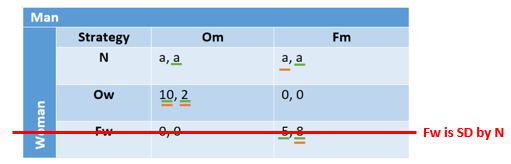 Man
Woman
Strategy Om Fm
N a, a a, a
Ow 10, 2 0, 0
Fw 0, 0 5, 8
Fw is SD by N